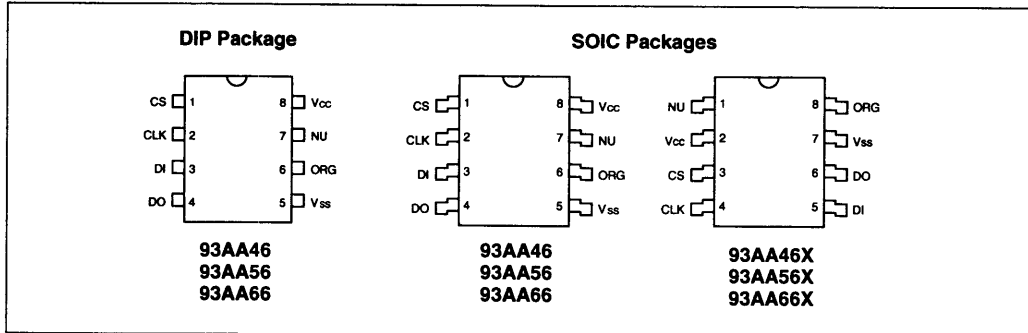 DIP Package
SOIC Packages
CS 1 8 Vcc
CLK 2 7 NU
DI 3 6 ORG
DO 4 5 Vss
93AA46
93AA56
93AA66
CS 1 8 Vcc
CLK 2 7 NU
DI 3 6 ORG
DO 4 5 Vss
93AA46
93AA56
93AA66
NU 1 8 ORG
Vcc 2 7 Vss
CS 3 6 DO
CLK 4 5 DI
93AA46X
93AA56X
93AA66X